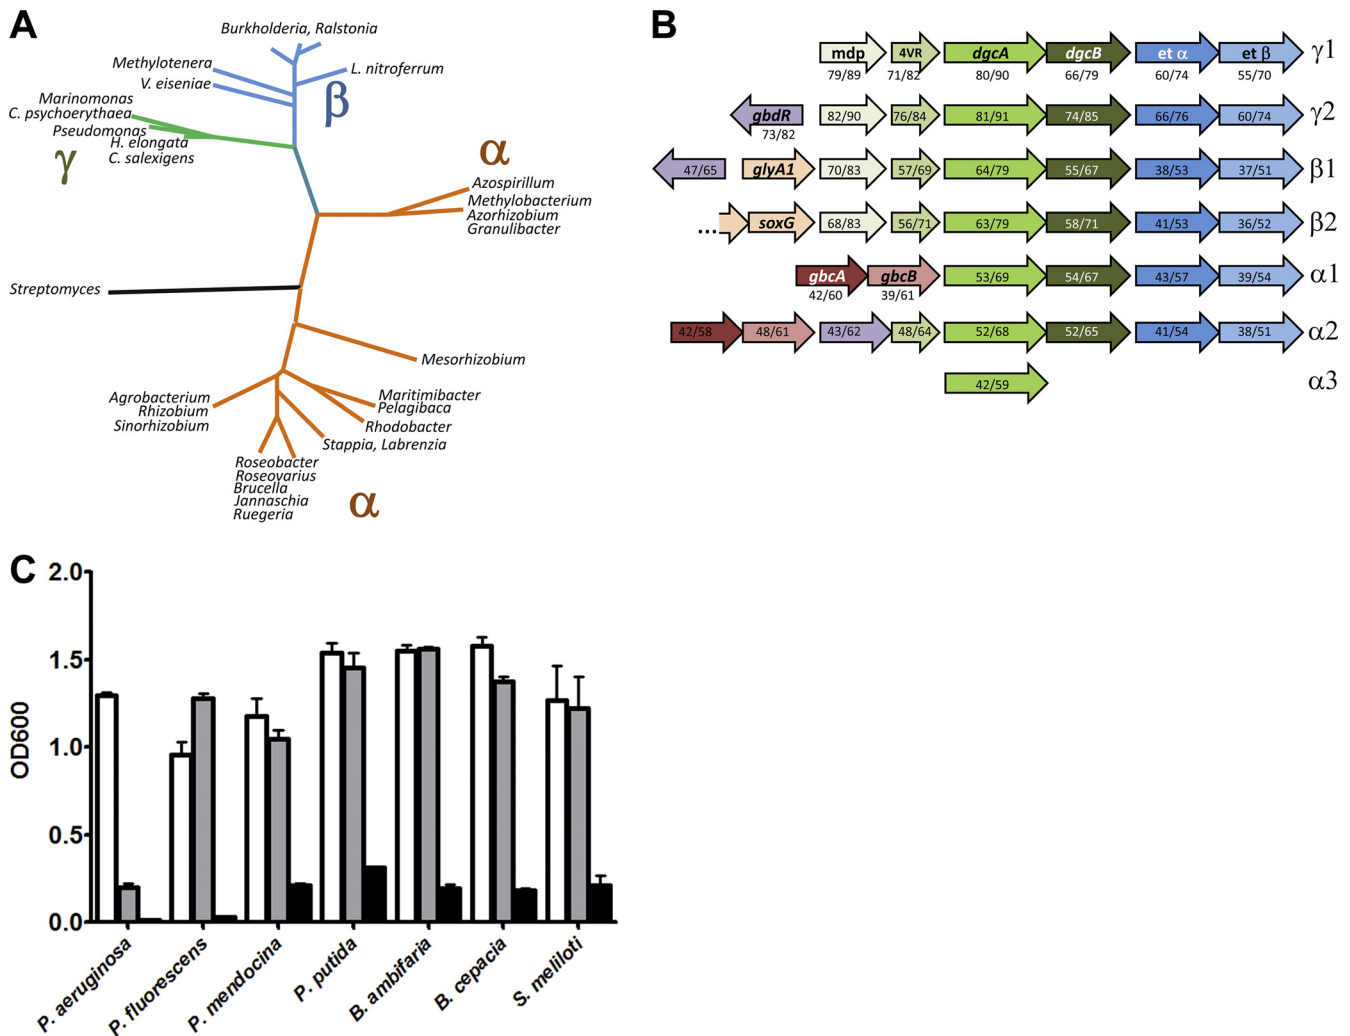 A
Burkholderia, Ralstonia
Methylotenera
L. nitroferrum
V. eiseniae
β
Marinomonas
C. psychoerythaea
Pseudomonas
H. elongata
C. salexigens
γ
α
Azospirillum
Methylobacterium
Azorhizobium
Granulibacter
Streptomyces
Mesorhizobium
Agrobacterium
Rhizobium
Sinorhizobium
Maritimibacter
Pelagibaca
Rhodobacter
Stappia, Labrenzia
Roseobacter
Roseovarius
Brucella
Jannaschia
Ruegeria
α
B
mdp 4VR dgcA dgcB et α et β γ1
79/89 71/82 80/90 66/79 60/74 55/70
gbdR 82/90 76/84 81/91 74/85 66/76 60/74 γ2
73/82
47/65 glyA1 70/83 57/69 64/79 55/67 38/53 37/51 β1
... soxG 68/83 56/71 63/79 58/71 41/53 36/52 β2
gbcA gbcB 53/69 54/67 43/57 39/54 α1
42/60 39/61
42/58 48/61 43/62 48/64 52/68 52/65 41/54 38/51 α2
42/59 α3
C
2.0
1.5
1.0
0.5
0.0
OD600
P. aeruginosa
P. fluorescens
P. mendocina
P. putida
B. ambifaria
B. cepacia
S. meliloti